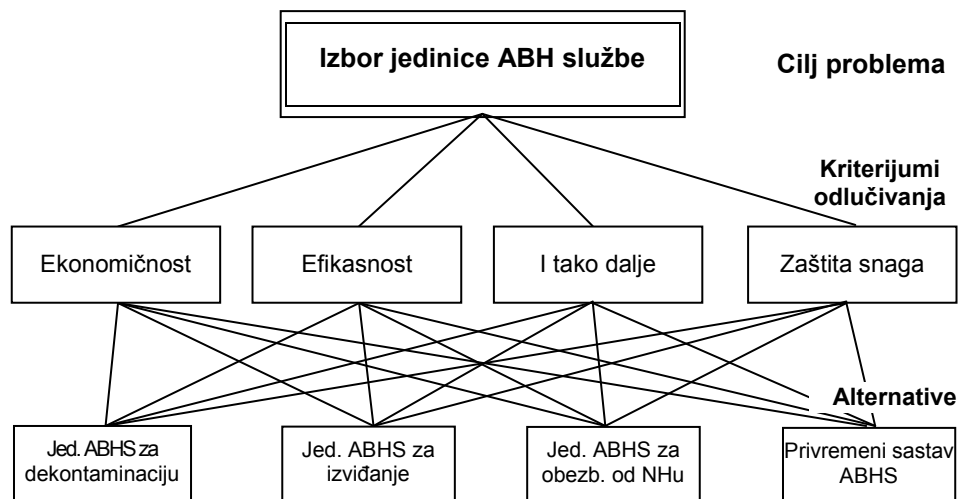 Izbor jedinice ABH službe
Cilj problema
Kriterijumi
odlučivanja
Ekonomičnost
Efikasnost
I tako dalje
Zaštita snaga
Alternative
Jed. ABHS za
dekontaminaciju
Jed. ABHS za
izviđanje
Jed. ABHS za
obezb. od NHu
Privremeni sastav
ABHS